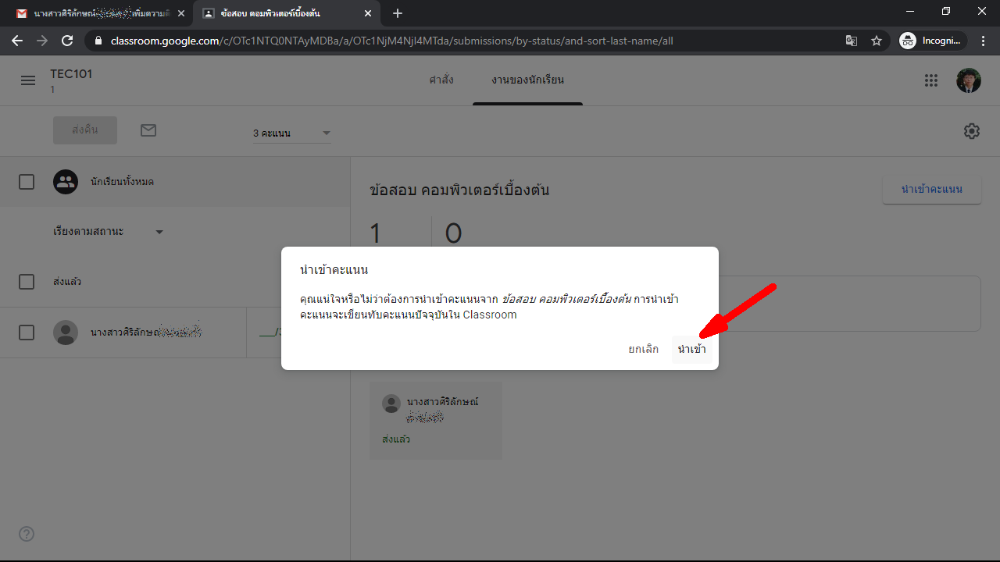 นางสาวศิริลักษณ์ เพิ่มความคิ
ข้อสอบ คอมพิวเตอร์เบื้องต้น
classroom.google.com/c/OTc1NTQ0NTAyMDBa/a/OTc1NjM4NjI4MTda/submissions/by-status/and-sort-last-name/all
Incogni...
TEC101
1
คำสั่ง
งานของนักเรียน
ส่งคืน
3 คะแนน
นักเรียนทั้งหมด
ข้อสอบ คอมพิวเตอร์เบื้องต้น
นำเข้าคะแนน
เรียงตามสถานะ
1
0
นำเข้าคะแนน
ส่งแล้ว
คุณแน่ใจหรือไม่ว่าต้องการนำเข้าคะแนนจาก ข้อสอบ คอมพิวเตอร์เบื้องต้น การนำเข้า
คะแนนจะเขียนทับคะแนนปัจจุบันใน Classroom
นางสาวศิริลักษณ์
___/3
ยกเลิก
นำเข้า
นางสาวศิริลักษณ์
ส่งแล้ว